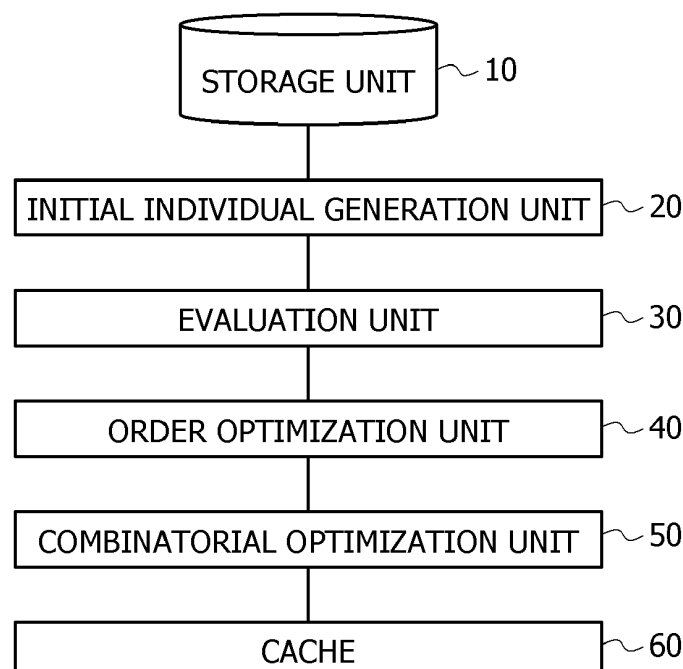 STORAGE UNIT 10
INITIAL INDIVIDUAL GENERATION UNIT 20
EVALUATION UNIT 30
ORDER OPTIMIZATION UNIT 40
COMBINATORIAL OPTIMIZATION UNIT 50
CACHE 60